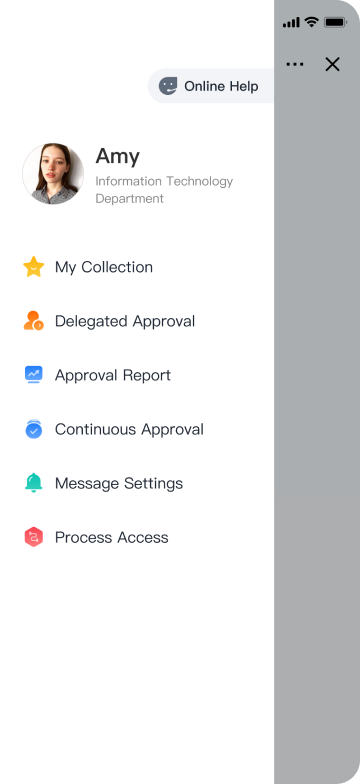 Online Help
Amy
Information Technology
Department
My Collection
Delegated Approval
Approval Report
Continuous Approval
Message Settings
Process Access